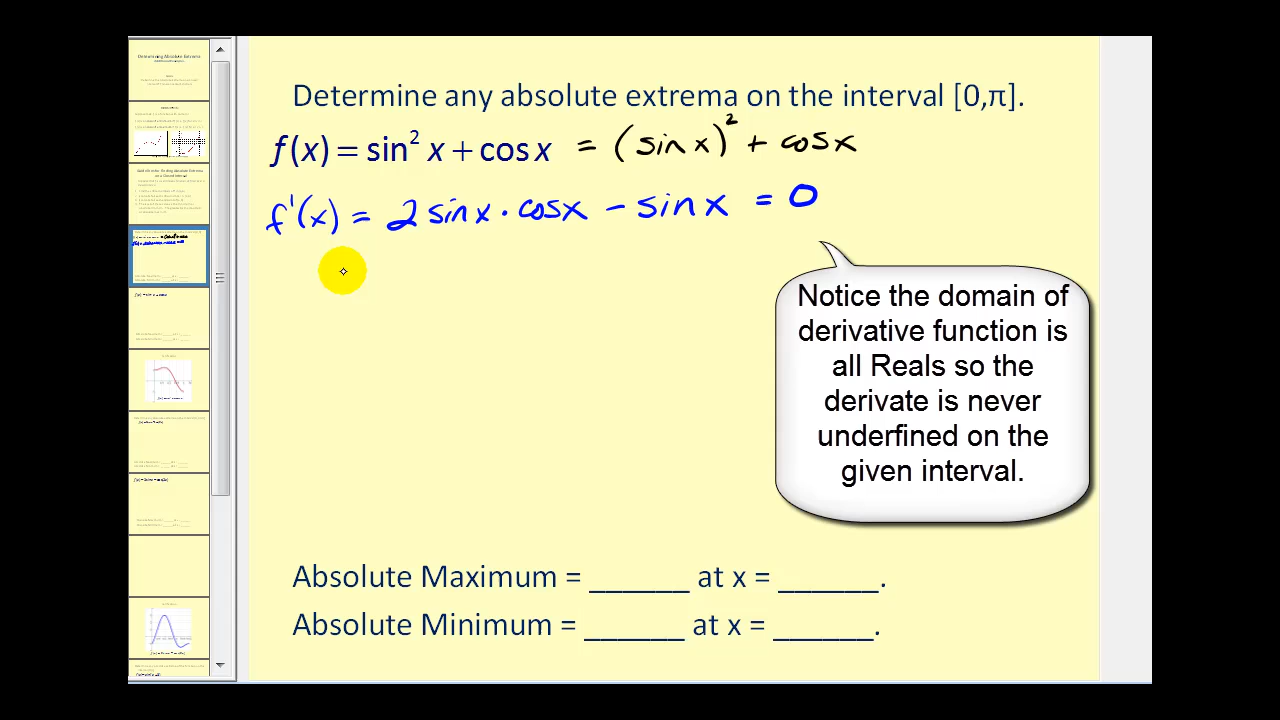 Determine any absolute extrema on the interval [0,π].
f(x) = sin² x + cos x = (sin x)² + cos x
f'(x) = 2 sin x · cos x − sin x = 0
Notice the domain of
derivative function is
all Reals so the
derivate is never
underfined on the
given interval.
Absolute Maximum = ______ at x = ______.
Absolute Minimum = ______ at x = ______.